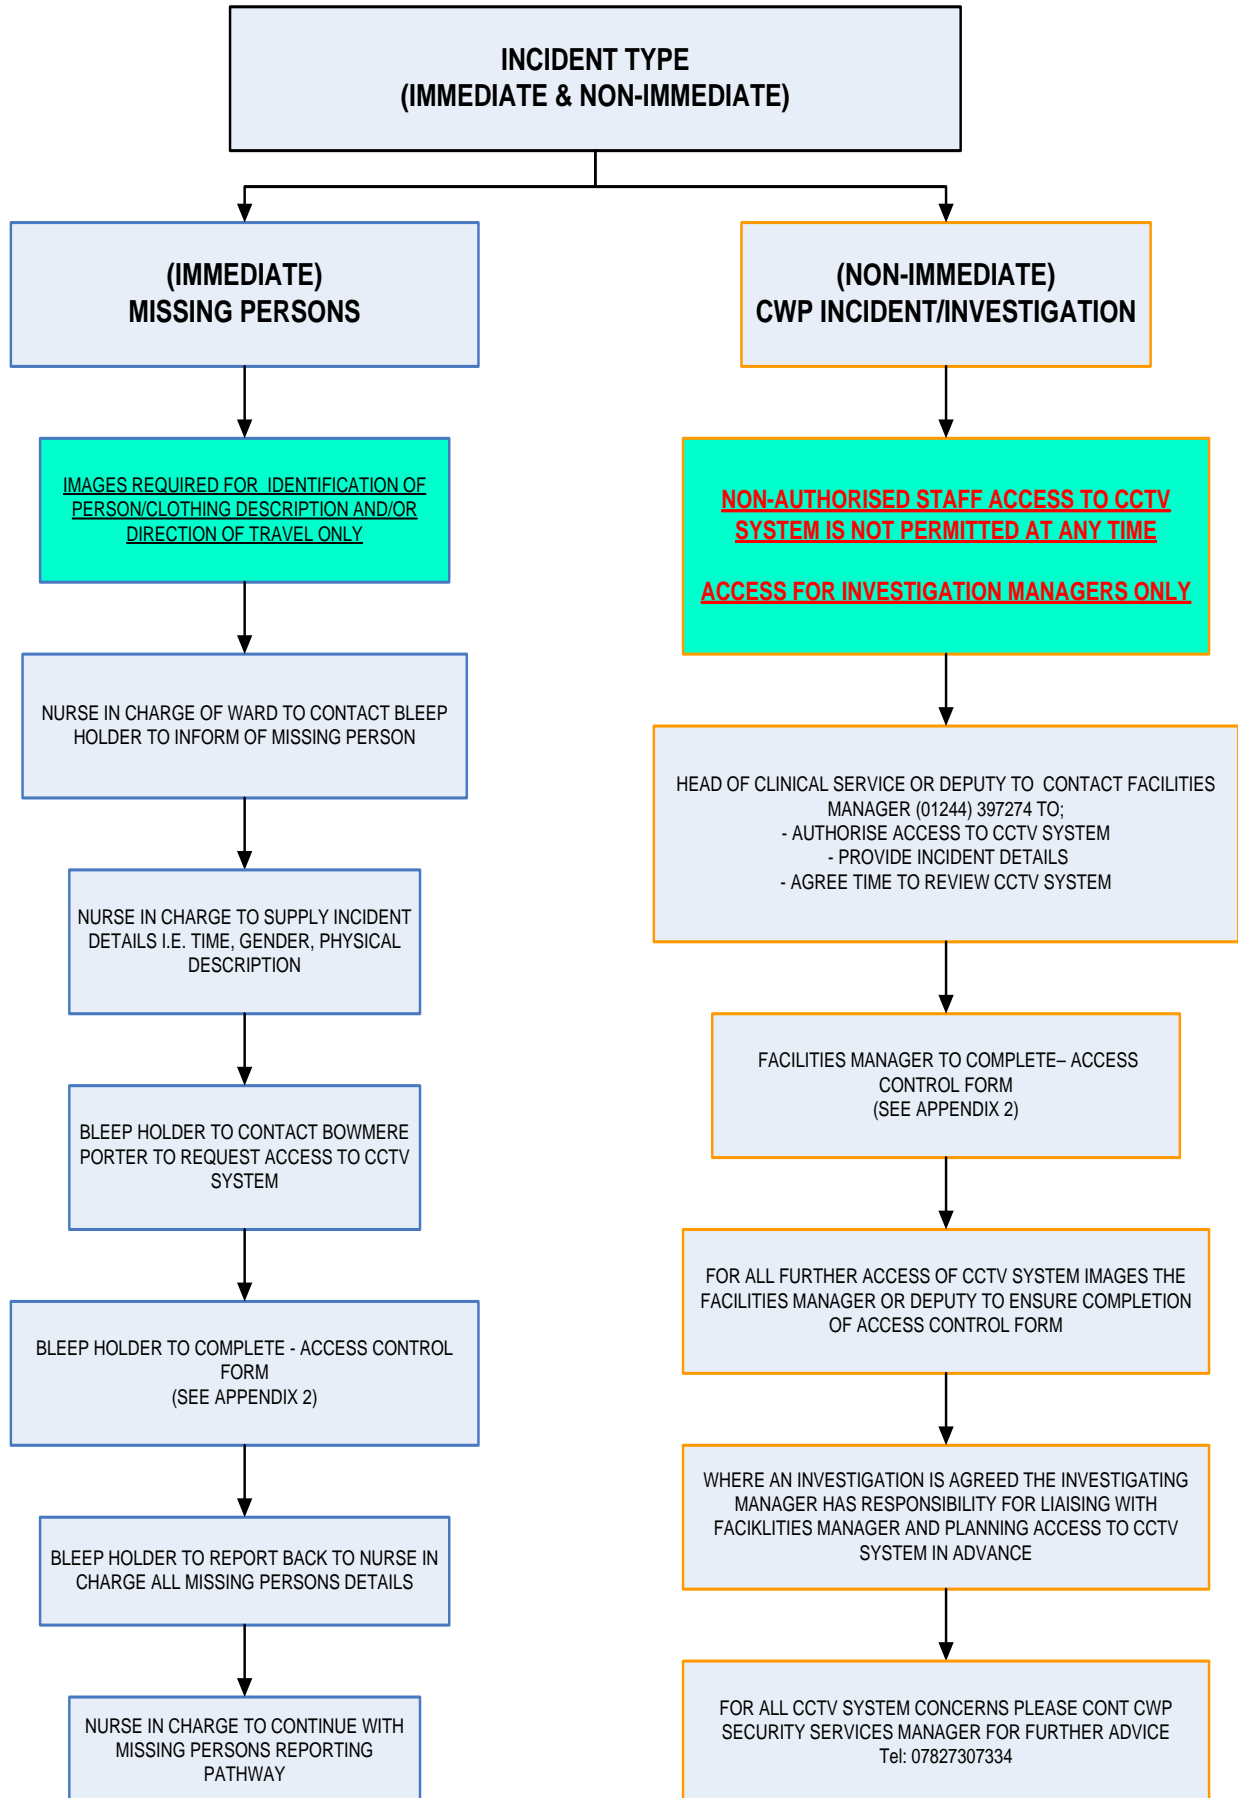 INCIDENT TYPE
(IMMEDIATE & NON-IMMEDIATE)
(IMMEDIATE)
MISSING PERSONS
IMAGES REQUIRED FOR IDENTIFICATION OF
PERSON/CLOTHING DESCRIPTION AND/OR
DIRECTION OF TRAVEL ONLY
NURSE IN CHARGE OF WARD TO CONTACT BLEEP
HOLDER TO INFORM OF MISSING PERSON
NURSE IN CHARGE TO SUPPLY INCIDENT
DETAILS I.E. TIME, GENDER, PHYSICAL
DESCRIPTION
BLEEP HOLDER TO CONTACT BOWMERE
PORTER TO REQUEST ACCESS TO CCTV
SYSTEM
BLEEP HOLDER TO COMPLETE - ACCESS CONTROL
FORM
(SEE APPENDIX 2)
BLEEP HOLDER TO REPORT BACK TO NURSE IN
CHARGE ALL MISSING PERSONS DETAILS
NURSE IN CHARGE TO CONTINUE WITH
MISSING PERSONS REPORTING
PATHWAY
(NON-IMMEDIATE)
CWP INCIDENT/INVESTIGATION
NON-AUTHORISED STAFF ACCESS TO CCTV
SYSTEM IS NOT PERMITTED AT ANY TIME
ACCESS FOR INVESTIGATION MANAGERS ONLY
HEAD OF CLINICAL SERVICE OR DEPUTY TO CONTACT FACILITIES
MANAGER (01244) 397274 TO;
- AUTHORISE ACCESS TO CCTV SYSTEM
- PROVIDE INCIDENT DETAILS
- AGREE TIME TO REVIEW CCTV SYSTEM
FACILITIES MANAGER TO COMPLETE– ACCESS
CONTROL FORM
(SEE APPENDIX 2)
FOR ALL FURTHER ACCESS OF CCTV SYSTEM IMAGES THE
FACILITIES MANAGER OR DEPUTY TO ENSURE COMPLETION
OF ACCESS CONTROL FORM
WHERE AN INVESTIGATION IS AGREED THE INVESTIGATING
MANAGER HAS RESPONSIBILITY FOR LIAISING WITH
FACIKLITIES MANAGER AND PLANNING ACCESS TO CCTV
SYSTEM IN ADVANCE
FOR ALL CCTV SYSTEM CONCERNS PLEASE CONT CWP
SECURITY SERVICES MANAGER FOR FURTHER ADVICE
Tel: 07827307334